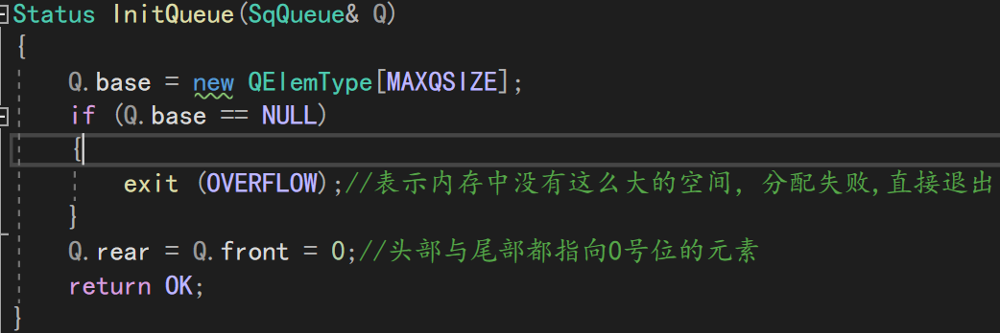 Status InitQueue(SqQueue& Q)
{
Q.base = new QElemType[MAXQSIZE];
if (Q.base == NULL)
{
exit (OVERFLOW);//表示内存中没有这么大的空间, 分配失败,直接退出
}
Q.rear = Q.front = 0;//头部与尾部都指向0号位的元素
return OK;
}